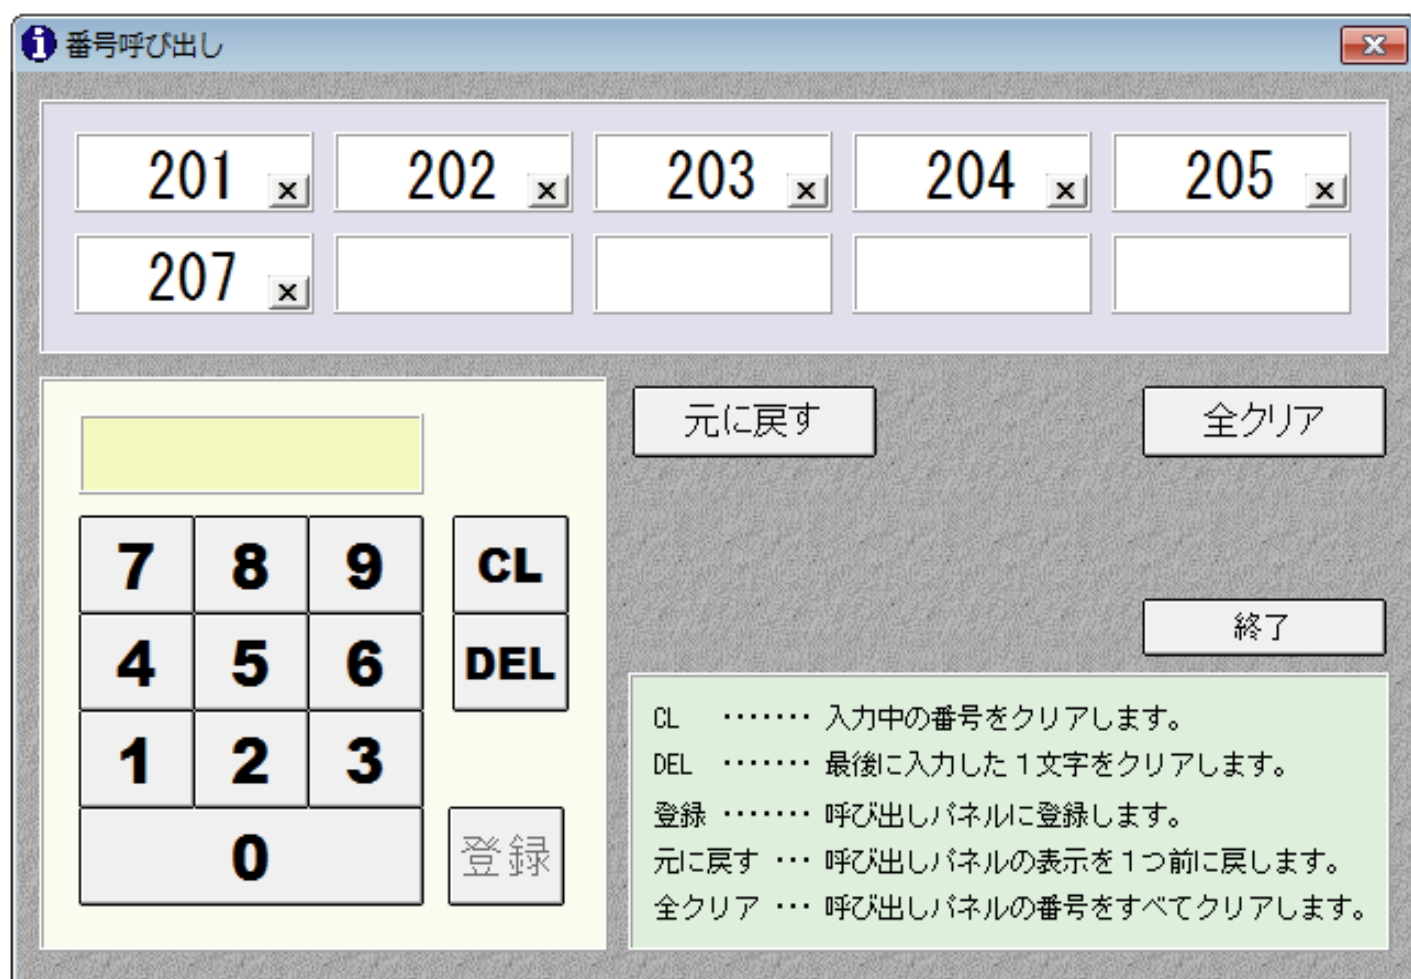 番号呼び出し
201 × 202 × 203 × 204 × 205 ×
207 ×
元に戻す 全クリア
7 8 9 CL
4 5 6 DEL
終了
1 2 3
0 登録
CL ・・・・・・・ 入力中の番号をクリアします。
DEL ・・・・・・・ 最後に入力した１文字をクリアします。
登録 ・・・・・・・ 呼び出しパネルに登録します。
元に戻す ・・・ 呼び出しパネルの表示を１つ前に戻します。
全クリア ・・・ 呼び出しパネルの番号をすべてクリアします。